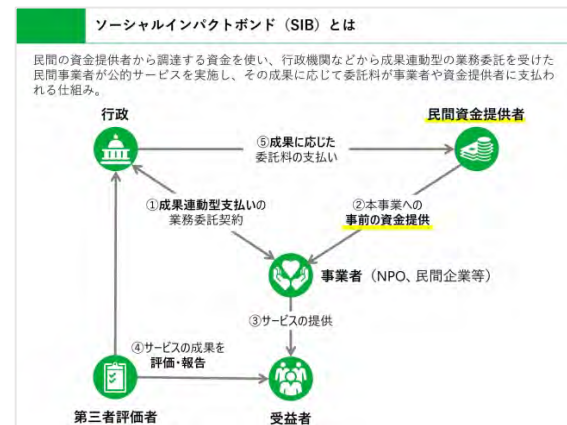 ソーシャルインパクトボンド（SIB）とは
民間の資金提供者から調達する資金を使い、行政機関などから成果連動型の業務委託を受けた
民間事業者が公的サービスを実施し、その成果に応じて委託料が事業者や資金提供者に支払わ
れる仕組み。
行政
民間資金提供者
⑤成果に応じた
委託料の支払い
①成果連動型支払いの
業務委託契約
②本事業への
事前の資金提供
事業者（NPO、民間企業等）
③サービスの提供
④サービスの成果を
評価・報告
第三者評価者
受益者